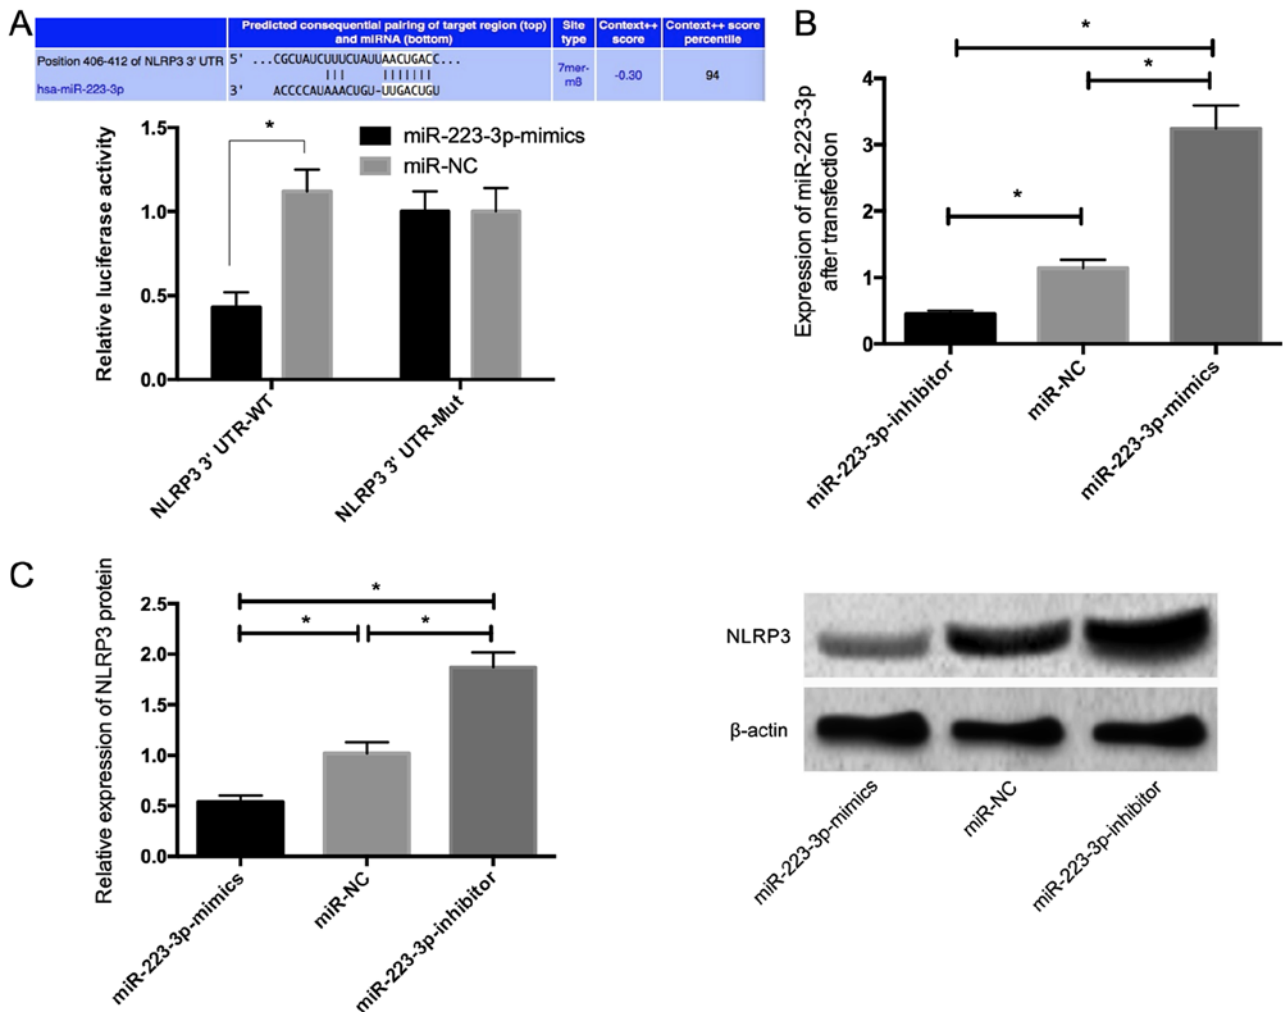 A
Predicted consequential pairing of target region (top) and miRNA (bottom)
Site type
Context++ score
Context++ score percentile
Position 406-412 of NLRP3 3' UTR
5' ...CGCUAUCUUUCUAUUAACUGACC...
hsa-miR-223-3p
3' ACCCCAUAAACUGU-UUGACUGU
7mer-m8
-0.30
94
Relative luciferase activity
1.5
1.0
0.5
0.0
*
miR-223-3p-mimics
miR-NC
NLRP3 3' UTR-WT
NLRP3 3' UTR-Mut
B
Expression of miR-223-3p
after transfection
4
3
2
1
0
*
*
*
miR-223-3p-inhibitor
miR-NC
miR-223-3p-mimics
C
Relative expression of NLRP3 protein
2.5
2.0
1.5
1.0
0.5
0.0
*
*
*
miR-223-3p-mimics
miR-NC
miR-223-3p-inhibitor
NLRP3
β-actin
miR-223-3p-mimics
miR-NC
miR-223-3p-inhibitor